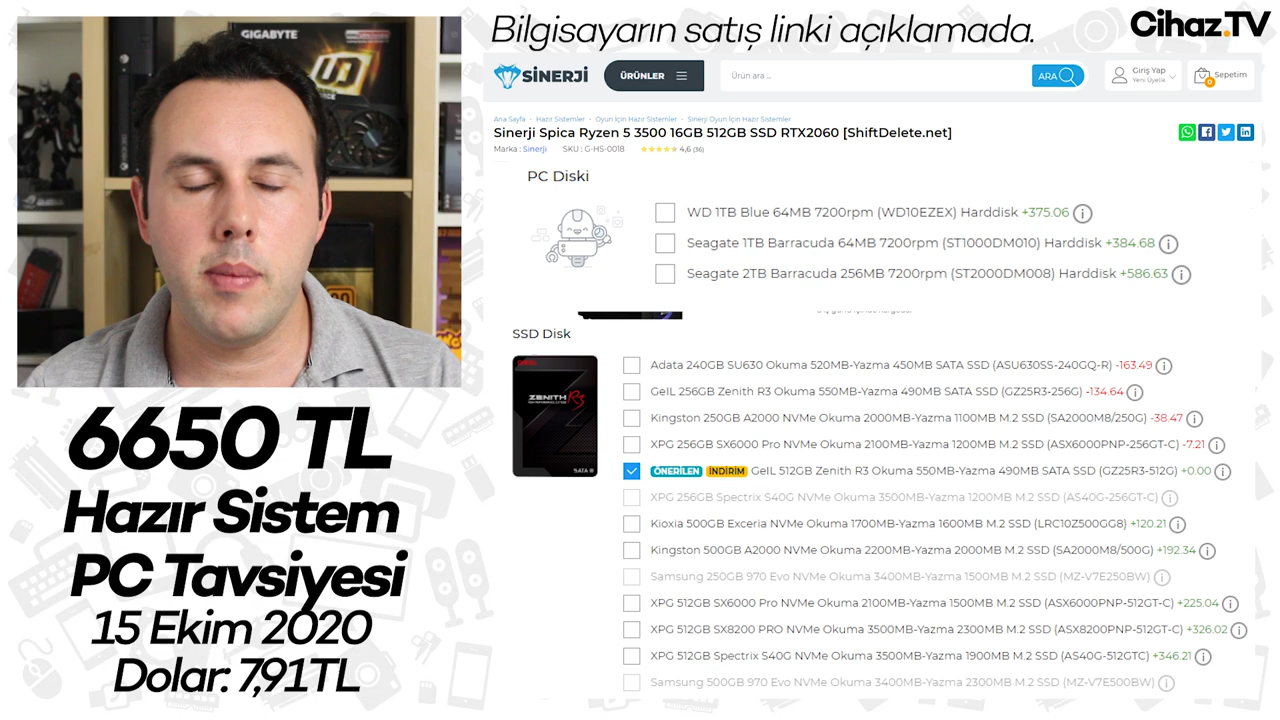 Bilgisayarın satış linki açıklamada.
Cihaz.TV
GIGABYTE
SİNERJİ
ÜRÜNLER
Ürün ara ...
ARA
Giriş Yap
Yeni Üyelik
0
Sepetim
Ana Sayfa - Hazır Sistemler - Oyun İçin Hazır Sistemler - Sinerji Oyun İçin Hazır Sistemler
Sinerji Spica Ryzen 5 3500 16GB 512GB SSD RTX2060 [ShiftDelete.net]
Marka : Sinerji SKU : G-HS-0018 4,6 (36)
PC Diski
WD 1TB Blue 64MB 7200rpm (WD10EZEX) Harddisk +375.06
Seagate 1TB Barracuda 64MB 7200rpm (ST1000DM010) Harddisk +384.68
Seagate 2TB Barracuda 256MB 7200rpm (ST2000DM008) Harddisk +586.63
SSD Disk
ZENITH R3
SATA III
Adata 240GB SU630 Okuma 520MB-Yazma 450MB SATA SSD (ASU630SS-240GQ-R) -163.49
GeIL 256GB Zenith R3 Okuma 550MB-Yazma 490MB SATA SSD (GZ25R3-256G) -134.64
Kingston 250GB A2000 NVMe Okuma 2000MB-Yazma 1100MB M.2 SSD (SA2000M8/250G) -38.47
XPG 256GB SX6000 Pro NVMe Okuma 2100MB-Yazma 1200MB M.2 SSD (ASX6000PNP-256GT-C) -7.21
ÖNERİLEN İNDİRİM GeIL 512GB Zenith R3 Okuma 550MB-Yazma 490MB SATA SSD (GZ25R3-512G) +0.00
XPG 256GB Spectrix S40G NVMe Okuma 3500MB-Yazma 1200MB M.2 SSD (AS40G-256GT-C)
Kioxia 500GB Exceria NVMe Okuma 1700MB-Yazma 1600MB M.2 SSD (LRC10Z500GG8) +120.21
Kingston 500GB A2000 NVMe Okuma 2200MB-Yazma 2000MB M.2 SSD (SA2000M8/500G) +192.34
Samsung 250GB 970 Evo NVMe Okuma 3400MB-Yazma 1500MB M.2 SSD (MZ-V7E250BW)
XPG 512GB SX6000 Pro NVMe Okuma 2100MB-Yazma 1500MB M.2 SSD (ASX6000PNP-512GT-C) +225.04
XPG 512GB SX8200 PRO NVMe Okuma 3500MB-Yazma 2300MB M.2 SSD (ASX8200PNP-512GT-C) +326.02
XPG 512GB Spectrix S40G NVMe Okuma 3500MB-Yazma 1900MB M.2 SSD (AS40G-512GTC) +346.21
Samsung 500GB 970 Evo NVMe Okuma 3400MB-Yazma 2300MB M.2 SSD (MZ-V7E500BW)
6650 TL
Hazır Sistem
PC Tavsiyesi
15 Ekim 2020
Dolar: 7,91TL